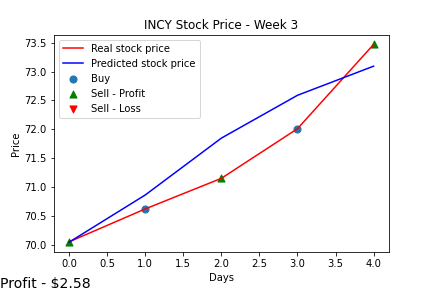 INCY Stock Price - Week 3
Real stock price
Predicted stock price
Buy
Sell - Profit
Sell - Loss
Price
73.5
73.0
72.5
72.0
71.5
71.0
70.5
70.0
0.0 0.5 1.0 1.5 2.0 2.5 3.0 3.5 4.0
Days
Profit - $2.58